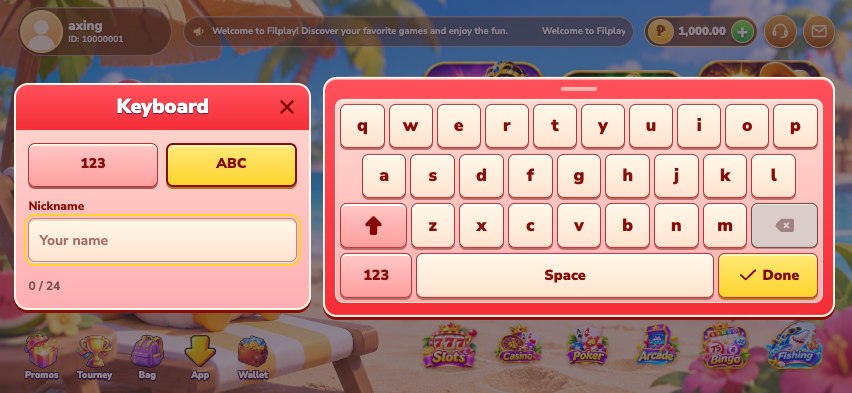 axing
ID: 10000001
Welcome to Filplay! Discover your favorite games and enjoy the fun.
Welcome to Filplay
1,000.00
Keyboard
123
ABC
Nickname
Your name
0 / 24
q w e r t y u i o p
a s d f g h j k l
z x c v b n m
123
Space
Done
Promos
Tourney
Bag
App
Wallet
777
Slots
Casino
Poker
Arcade
Bingo
Fishing